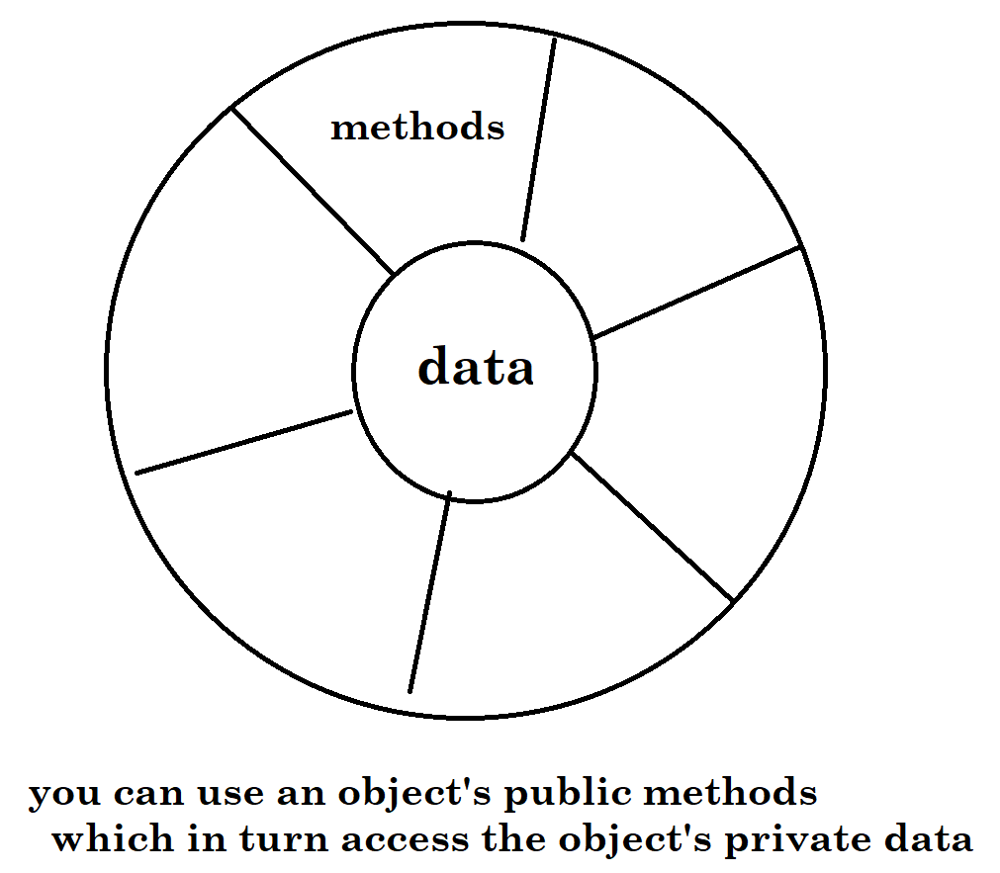 methods
data
you can use an object's public methods
which in turn access the object's private data